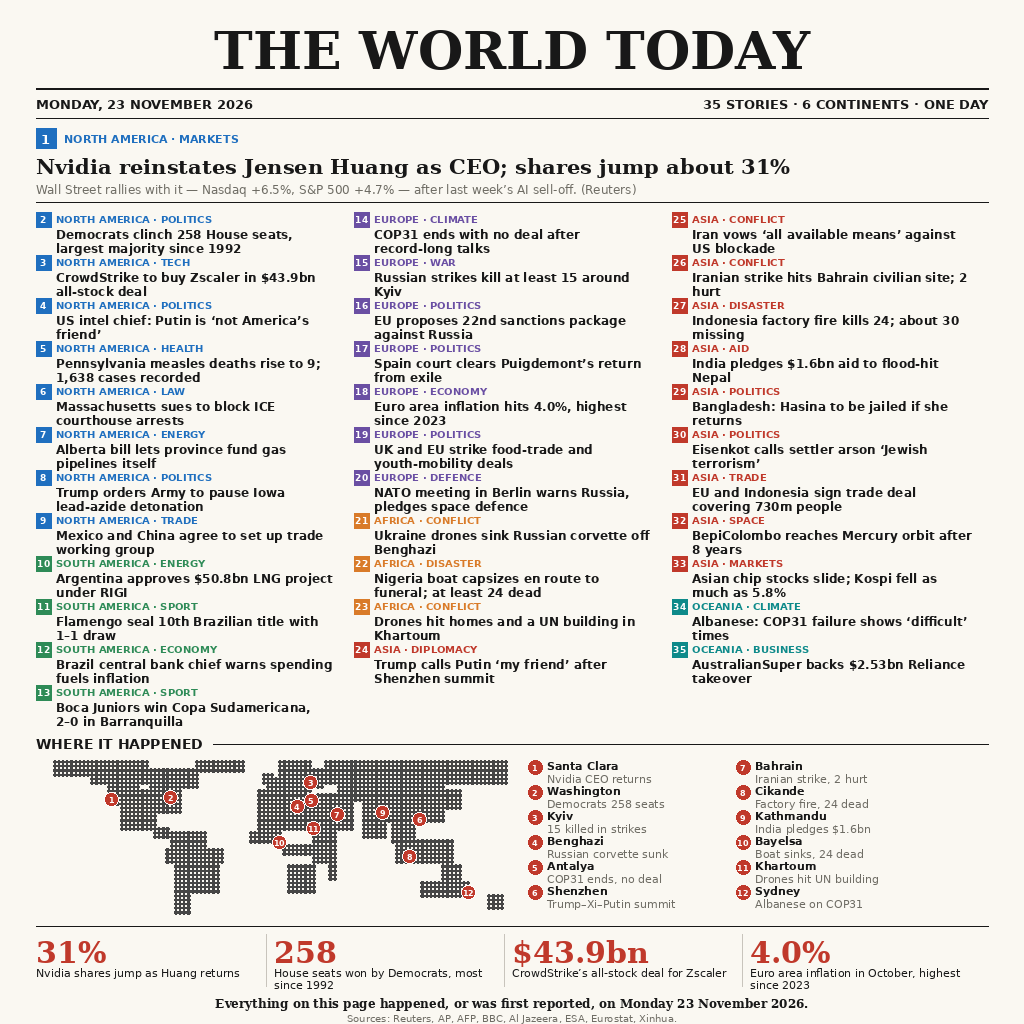 THE WORLD TODAY
MONDAY, 23 NOVEMBER 2026
35 STORIES · 6 CONTINENTS · ONE DAY
1 NORTH AMERICA · MARKETS
Nvidia reinstates Jensen Huang as CEO; shares jump about 31%
Wall Street rallies with it — Nasdaq +6.5%, S&P 500 +4.7% — after last week’s AI sell-off. (Reuters)
2 NORTH AMERICA · POLITICS
Democrats clinch 258 House seats,
largest majority since 1992
3 NORTH AMERICA · TECH
CrowdStrike to buy Zscaler in $43.9bn
all-stock deal
4 NORTH AMERICA · POLITICS
US intel chief: Putin is ‘not America’s
friend’
5 NORTH AMERICA · HEALTH
Pennsylvania measles deaths rise to 9;
1,638 cases recorded
6 NORTH AMERICA · LAW
Massachusetts sues to block ICE
courthouse arrests
7 NORTH AMERICA · ENERGY
Alberta bill lets province fund gas
pipelines itself
8 NORTH AMERICA · POLITICS
Trump orders Army to pause Iowa
lead-azide detonation
9 NORTH AMERICA · TRADE
Mexico and China agree to set up trade
working group
10 SOUTH AMERICA · ENERGY
Argentina approves $50.8bn LNG project
under RIGI
11 SOUTH AMERICA · SPORT
Flamengo seal 10th Brazilian title with
1–1 draw
12 SOUTH AMERICA · ECONOMY
Brazil central bank chief warns spending
fuels inflation
13 SOUTH AMERICA · SPORT
Boca Juniors win Copa Sudamericana,
2–0 in Barranquilla
14 EUROPE · CLIMATE
COP31 ends with no deal after
record-long talks
15 EUROPE · WAR
Russian strikes kill at least 15 around
Kyiv
16 EUROPE · POLITICS
EU proposes 22nd sanctions package
against Russia
17 EUROPE · POLITICS
Spain court clears Puigdemont’s return
from exile
18 EUROPE · ECONOMY
Euro area inflation hits 4.0%, highest
since 2023
19 EUROPE · POLITICS
UK and EU strike food-trade and
youth-mobility deals
20 EUROPE · DEFENCE
NATO meeting in Berlin warns Russia,
pledges space defence
21 AFRICA · CONFLICT
Ukraine drones sink Russian corvette off
Benghazi
22 AFRICA · DISASTER
Nigeria boat capsizes en route to
funeral; at least 24 dead
23 AFRICA · CONFLICT
Drones hit homes and a UN building in
Khartoum
24 ASIA · DIPLOMACY
Trump calls Putin ‘my friend’ after
Shenzhen summit
25 ASIA · CONFLICT
Iran vows ‘all available means’ against
US blockade
26 ASIA · CONFLICT
Iranian strike hits Bahrain civilian site; 2
hurt
27 ASIA · DISASTER
Indonesia factory fire kills 24; about 30
missing
28 ASIA · AID
India pledges $1.6bn aid to flood-hit
Nepal
29 ASIA · POLITICS
Bangladesh: Hasina to be jailed if she
returns
30 ASIA · POLITICS
Eisenkot calls settler arson ‘Jewish
terrorism’
31 ASIA · TRADE
EU and Indonesia sign trade deal
covering 730m people
32 ASIA · SPACE
BepiColombo reaches Mercury orbit after
8 years
33 ASIA · MARKETS
Asian chip stocks slide; Kospi fell as
much as 5.8%
34 OCEANIA · CLIMATE
Albanese: COP31 failure shows ‘difficult’
times
35 OCEANIA · BUSINESS
AustralianSuper backs $2.53bn Reliance
takeover
WHERE IT HAPPENED
1
2
3
4
5
6
7
8
9
10
11
12
1 Santa Clara
Nvidia CEO returns
2 Washington
Democrats 258 seats
3 Kyiv
15 killed in strikes
4 Benghazi
Russian corvette sunk
5 Antalya
COP31 ends, no deal
6 Shenzhen
Trump–Xi–Putin summit
7 Bahrain
Iranian strike, 2 hurt
8 Cikande
Factory fire, 24 dead
9 Kathmandu
India pledges $1.6bn
10 Bayelsa
Boat sinks, 24 dead
11 Khartoum
Drones hit UN building
12 Sydney
Albanese on COP31
31%
Nvidia shares jump as Huang returns
258
House seats won by Democrats, most
since 1992
$43.9bn
CrowdStrike’s all-stock deal for Zscaler
4.0%
Euro area inflation in October, highest
since 2023
Everything on this page happened, or was first reported, on Monday 23 November 2026.
Sources: Reuters, AP, AFP, BBC, Al Jazeera, ESA, Eurostat, Xinhua.